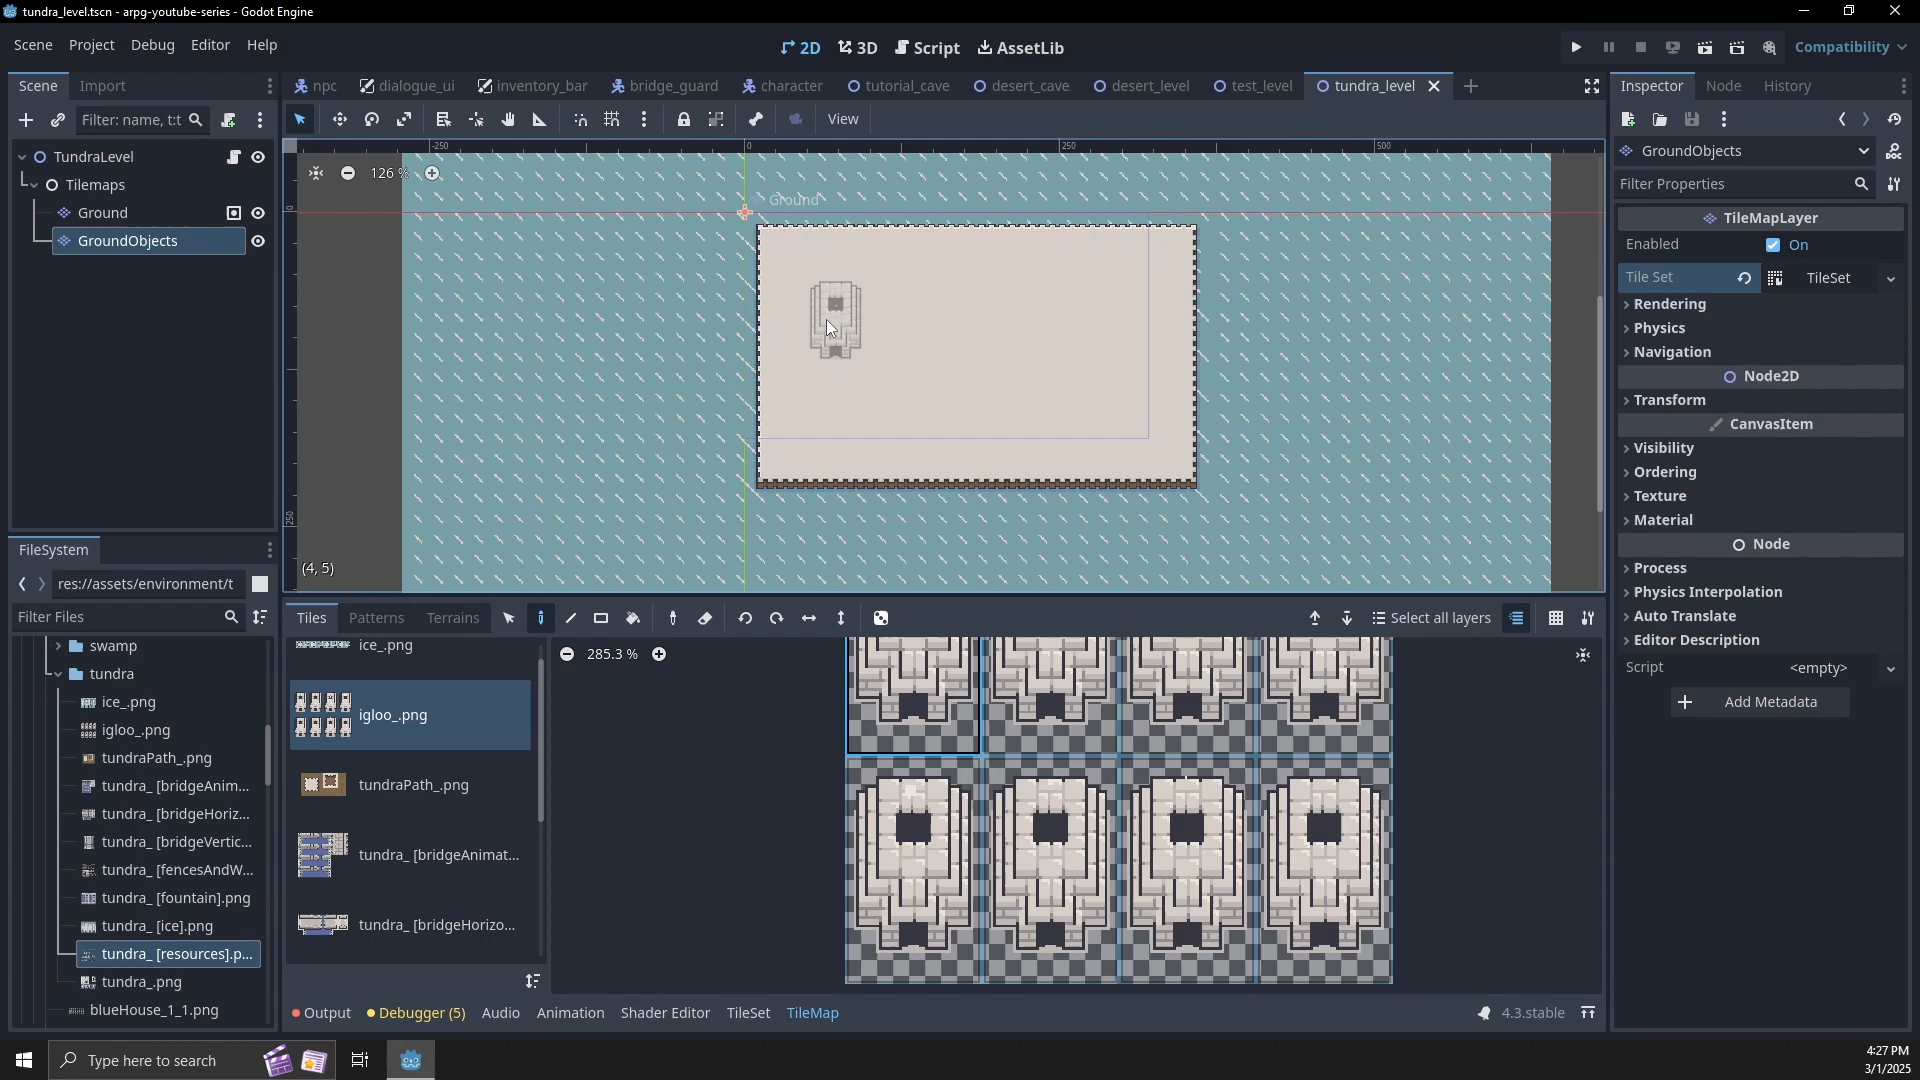 tundra_level.tscn - arpg-youtube-series - Godot Engine
Scene Project Debug Editor Help
2D 3D Script AssetLib
Compatibility
Scene Import
npc dialogue_ui inventory_bar bridge_guard character tutorial_cave desert_cave desert_level test_level tundra_level
Inspector Node History
Filter: name, t:t
View
TundraLevel
Tilemaps
Ground
GroundObjects
-250 0 250 500
0
250
126 %
Ground
(4, 5)
GroundObjects
Filter Properties
TileMapLayer
Enabled On
Tile Set TileSet
Rendering
Physics
Navigation
Node2D
Transform
CanvasItem
Visibility
Ordering
Texture
Material
Node
Process
Physics Interpolation
Auto Translate
Editor Description
Script <empty>
Add Metadata
FileSystem
res://assets/environment/t
Filter Files
swamp
tundra
ice_.png
igloo_.png
tundraPath_.png
tundra_ [bridgeAnim...
tundra_ [bridgeHoriz...
tundra_ [bridgeVertic...
tundra_ [fencesAndW...
tundra_ [fountain].png
tundra_ [ice].png
tundra_ [resources].p...
tundra_.png
blueHouse_1_1.png
Tiles Patterns Terrains
Select all layers
ice_.png
igloo_.png
tundraPath_.png
tundra_ [bridgeAnimat...
tundra_ [bridgeHorizo...
285.3 %
Output Debugger (5) Audio Animation Shader Editor TileSet TileMap
4.3.stable
Type here to search
4:27 PM
3/1/2025